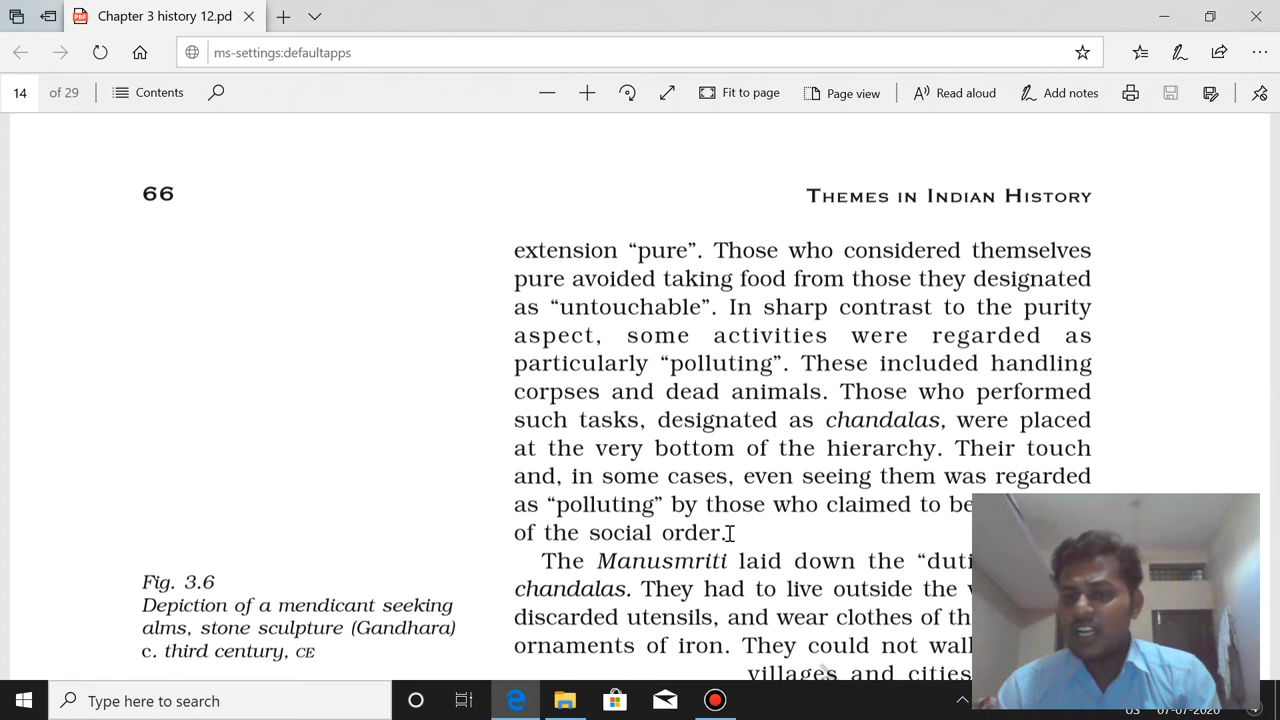 Chapter 3 history 12.pd
ms-settings:defaultapps
14 of 29 Contents Fit to page Page view Read aloud Add notes
66 THEMES IN INDIAN HISTORY
extension “pure”. Those who considered themselves
pure avoided taking food from those they designated
as “untouchable”. In sharp contrast to the purity
aspect, some activities were regarded as
particularly “polluting”. These included handling
corpses and dead animals. Those who performed
such tasks, designated as chandalas, were placed
at the very bottom of the hierarchy. Their touch
and, in some cases, even seeing them was regarded
as “polluting” by those who claimed to be
of the social order.
The Manusmriti laid down the
chandalas. They had to live outside the
discarded utensils, and wear clothes of
ornaments of iron. They could not
villages and cities
Fig. 3.6
Depiction of a mendicant seeking
alms, stone sculpture (Gandhara)
c. third century, CE
Type here to search
07-07-2020